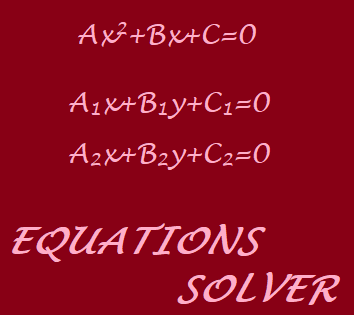 Ax²+Bx+C=0
A₁x+B₁y+C₁=0
A₂x+B₂y+C₂=0
EQUATIONS
SOLVER